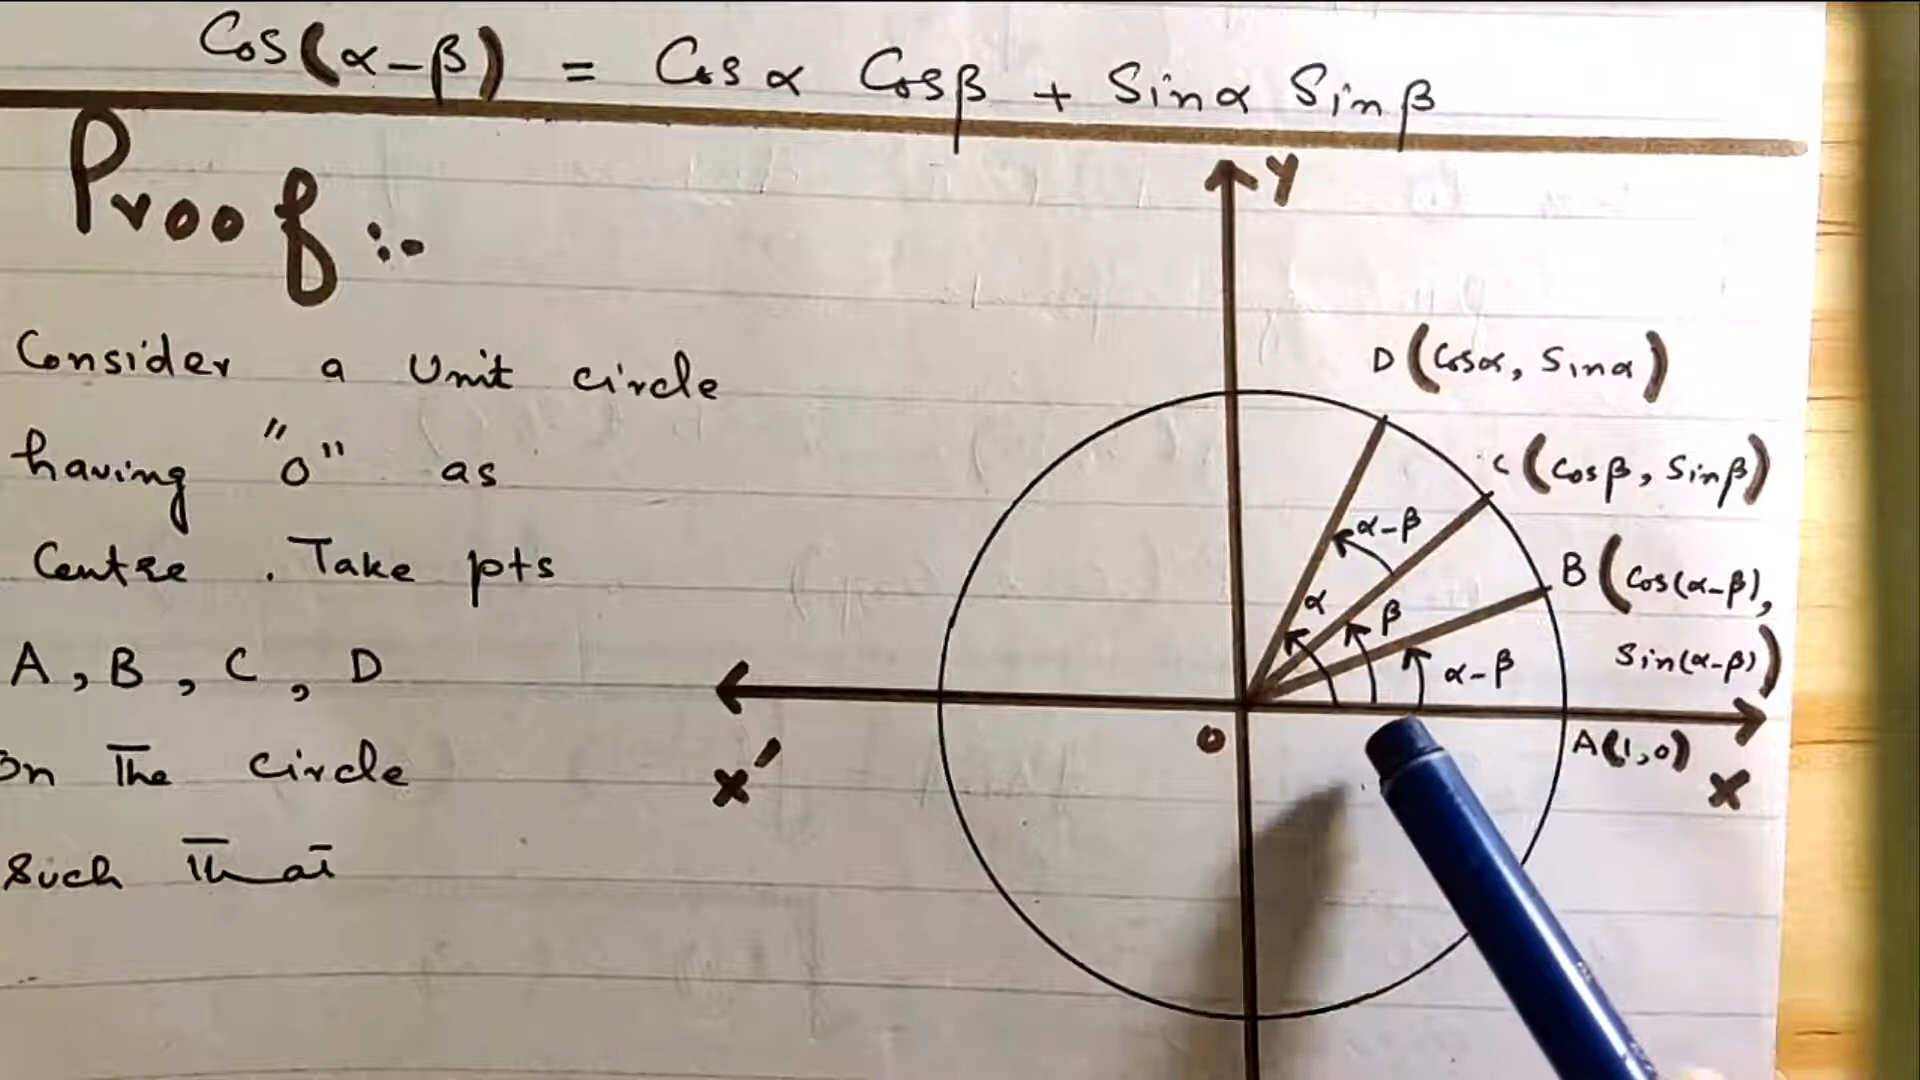 Cos(α-β) = Cosα Cosβ + Sinα Sinβ
Proof :-
Consider a Unit circle
having "O" as
Centre . Take pts
A, B, C, D
On The circle
Such That
Y
D (Cosα, Sinα)
C (Cosβ, Sinβ)
B (Cos(α-β),
Sin(α-β))
α-β
α
β
α-β
O
A(1,0)
X
X'